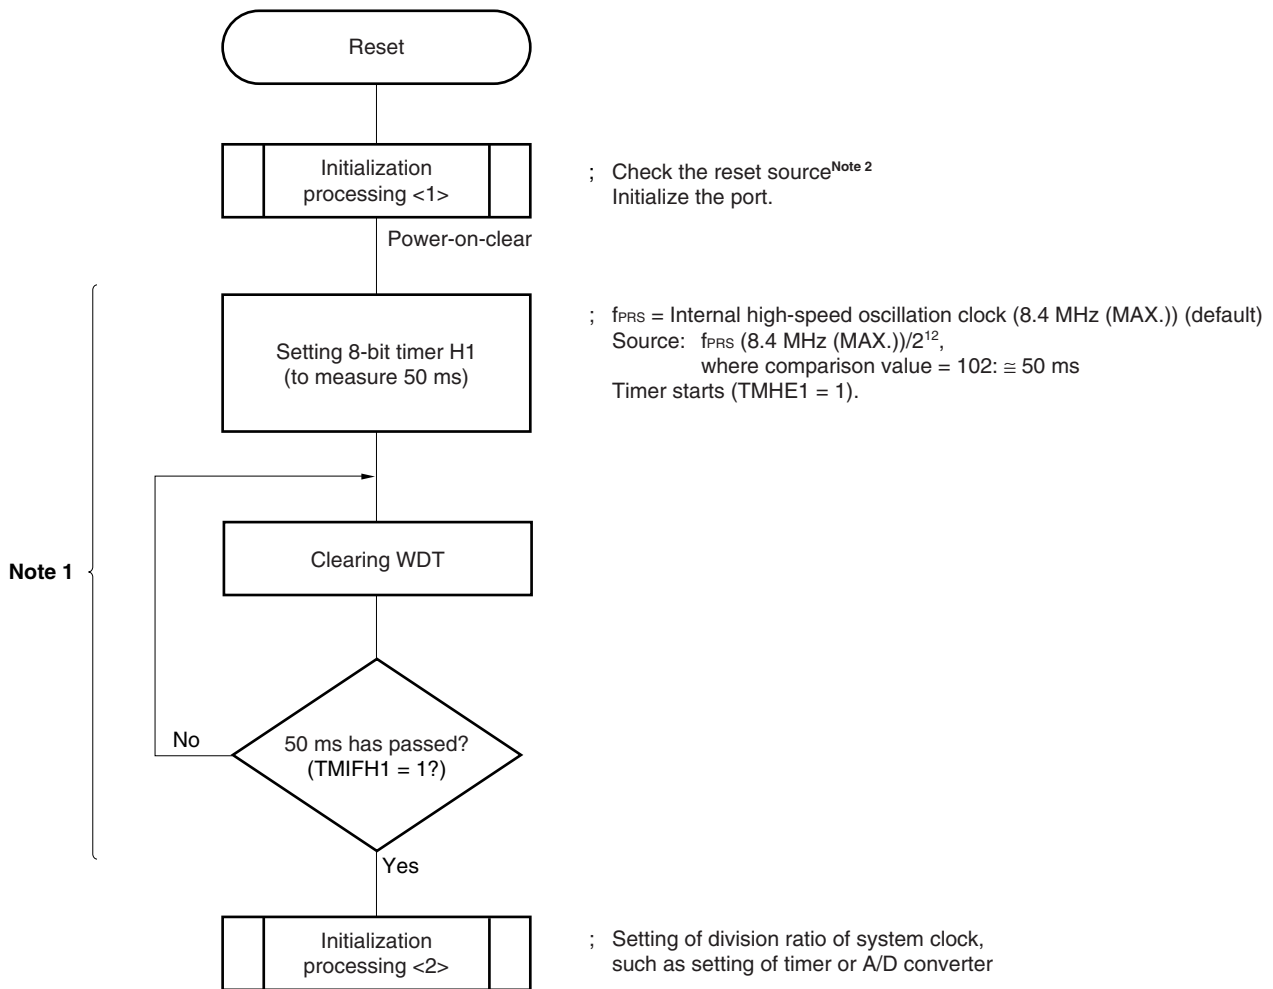 Reset
Initialization
processing <1>
; Check the reset sourceNote 2
Initialize the port.
Power-on-clear
Setting 8-bit timer H1
(to measure 50 ms)
; fPRS = Internal high-speed oscillation clock (8.4 MHz (MAX.)) (default)
Source: fPRS (8.4 MHz (MAX.))/2¹²,
where comparison value = 102: ≅ 50 ms
Timer starts (TMHE1 = 1).
Note 1
Clearing WDT
No
50 ms has passed?
(TMIFH1 = 1?)
Yes
Initialization
processing <2>
; Setting of division ratio of system clock,
such as setting of timer or A/D converter